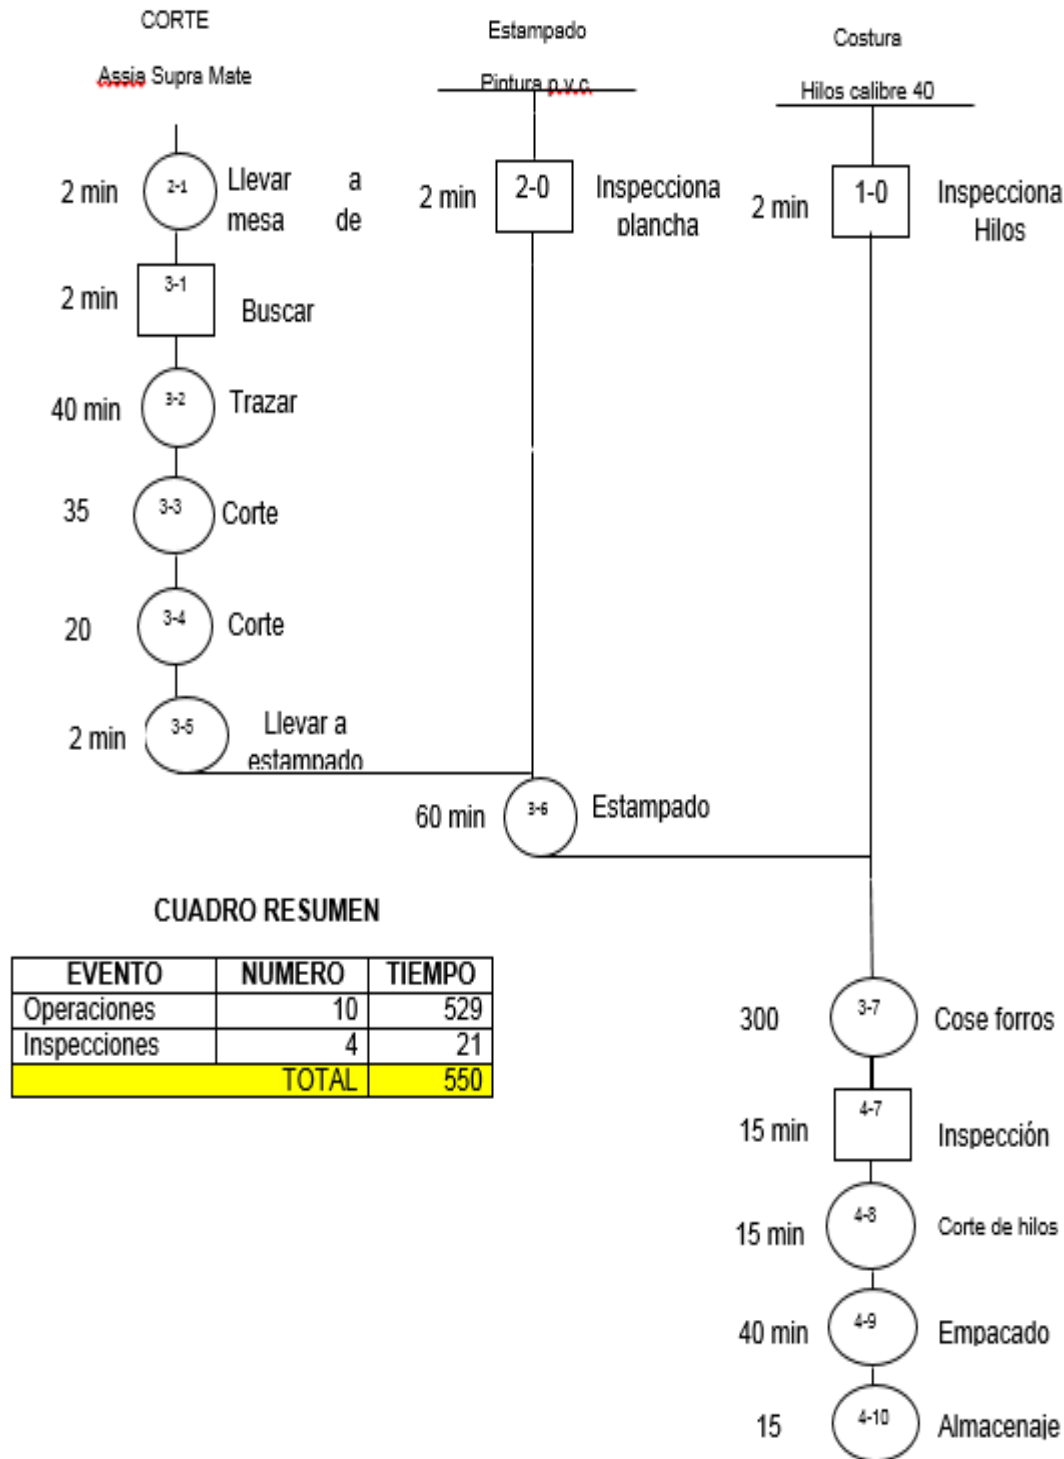 CORTE
Assia Supra Mate
2 min
2-1
Llevar a
mesa de
2 min
3-1
Buscar
40 min
3-2
Trazar
35
3-3
Corte
20
3-4
Corte
2 min
3-5
Llevar a
estampado
Estampado
Pintura p.v.c.
2 min
2-0
Inspecciona
plancha
60 min
3-6
Estampado
Costura
Hilos calibre 40
2 min
1-0
Inspecciona
Hilos
300
3-7
Cose forros
15 min
4-7
Inspección
15 min
4-8
Corte de hilos
40 min
4-9
Empacado
15
4-10
Almacenaje
CUADRO RESUMEN
EVENTO NUMERO TIEMPO
Operaciones 10 529
Inspecciones 4 21
TOTAL 550